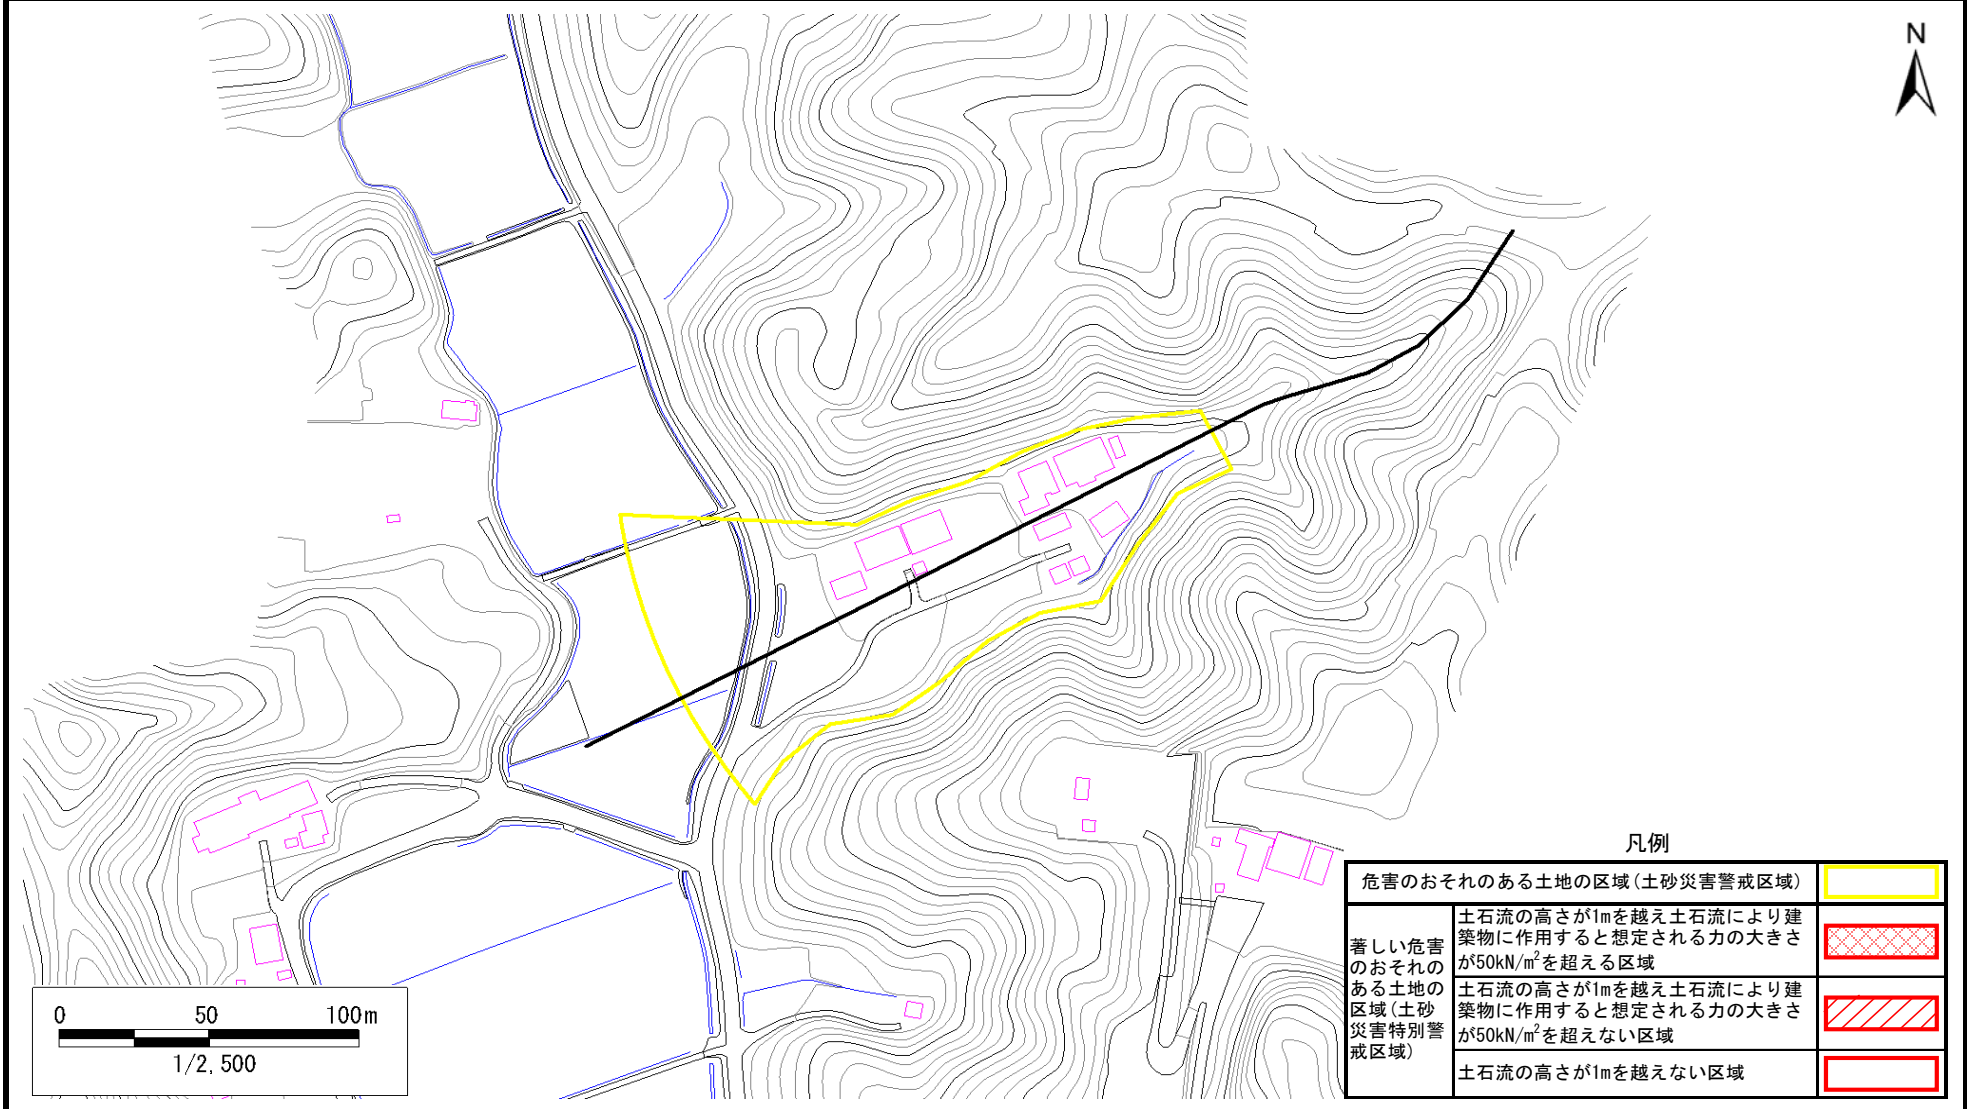 N
凡例
危害のおそれのある土地の区域(土砂災害警戒区域)
著しい危害
のおそれの
ある土地の
区域(土砂
災害特別警
戒区域)
土石流の高さが1mを越え土石流により建
築物に作用すると想定される力の大きさ
が50kN/m²を超える区域
土石流の高さが1mを越え土石流により建
築物に作用すると想定される力の大きさ
が50kN/m²を超えない区域
土石流の高さが1mを越えない区域
0 50 100m
1/2,500